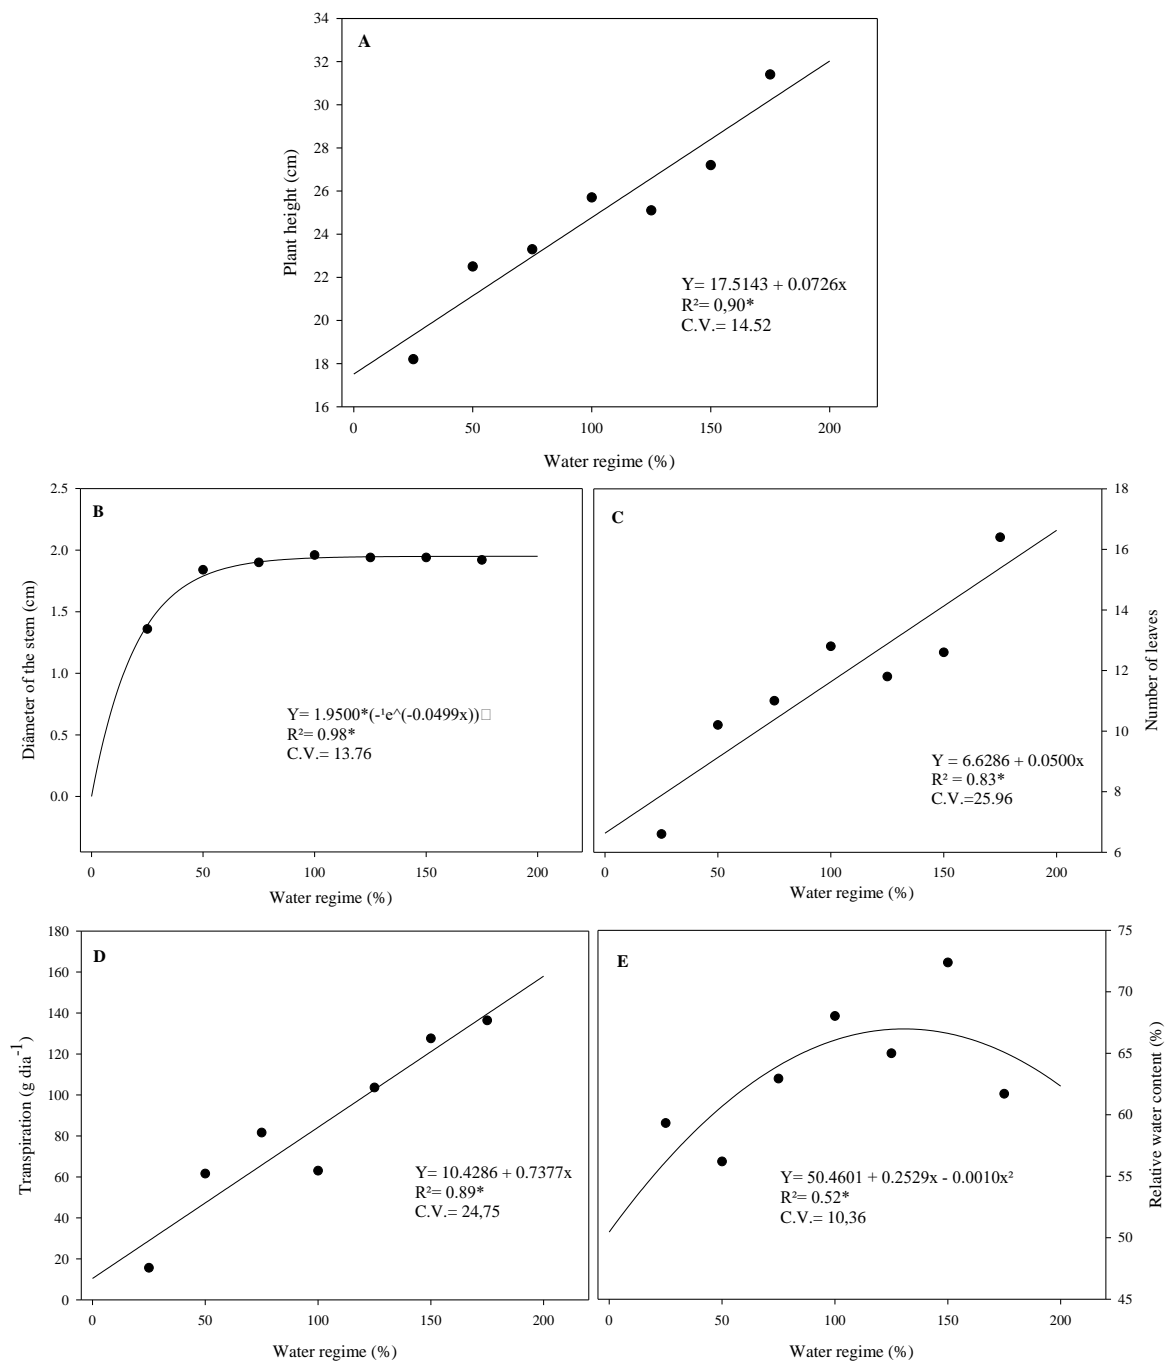 A
34
32
30
28
26
24
22
20
18
16
Plant height (cm)
Y= 17.5143 + 0.0726x
R²= 0,90*
C.V.= 14.52
0 50 100 150 200
Water regime (%)
B
2.5
2.0
1.5
1.0
0.5
0.0
Diâmeter of the stem (cm)
Y= 1.9500*(-¹e^(-0.0499x))□
R²= 0.98*
C.V.= 13.76
0 50 100 150 200
Water regime (%)
C
18
16
14
12
10
8
6
Number of leaves
Y = 6.6286 + 0.0500x
R² = 0.83*
C.V.=25.96
0 50 100 150 200
Water regime (%)
D
180
160
140
120
100
80
60
40
20
0
Transpiration (g dia⁻¹)
Y= 10.4286 + 0.7377x
R²= 0.89*
C.V.= 24,75
0 50 100 150 200
Water regime (%)
E
75
70
65
60
55
50
45
Relative water content (%)
Y= 50.4601 + 0.2529x - 0.0010x²
R²= 0.52*
C.V.= 10,36
0 50 100 150 200
Water regime (%)